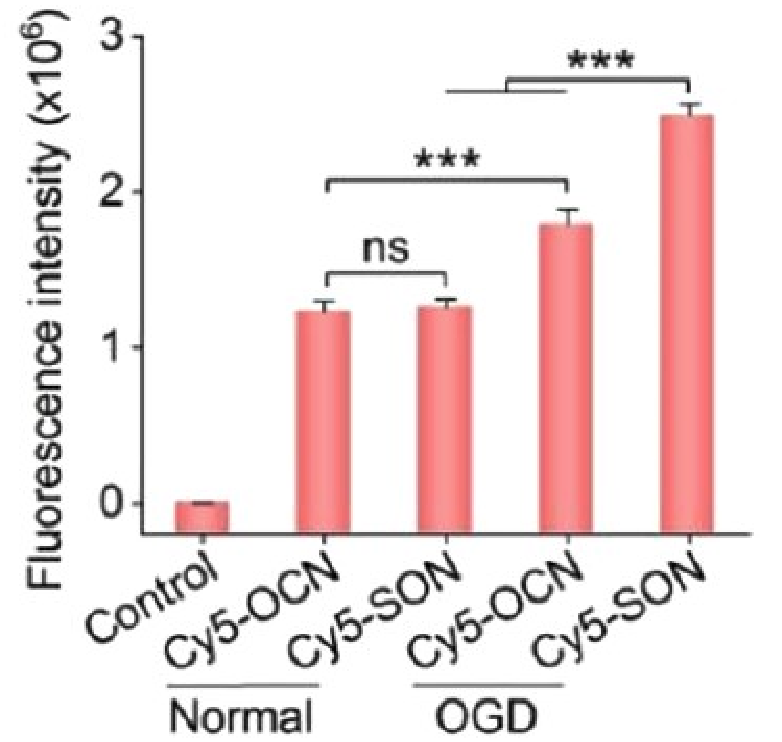 Fluorescence intensity (x10⁶)
3
2
1
0
***
***
ns
Control
Cy5-OCN
Cy5-SON
Cy5-OCN
Cy5-SON
Normal
OGD